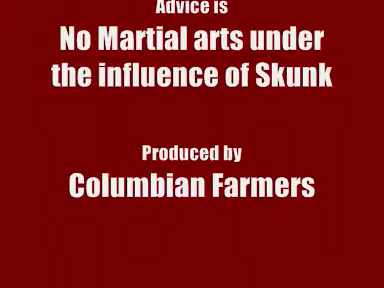 Advice is
No Martial arts under
the influence of Skunk
Produced by
Columbian Farmers